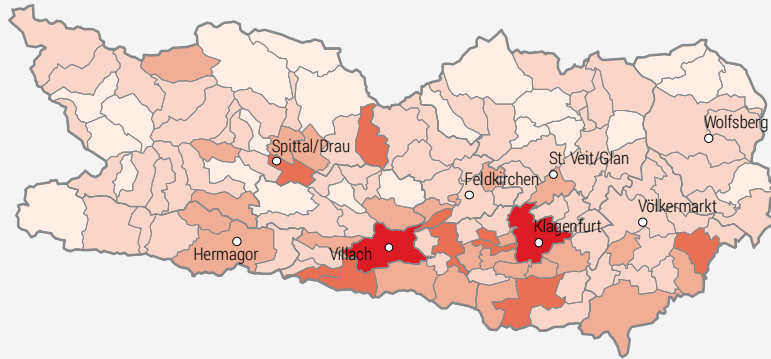 Wolfsberg
Spittal/Drau
St. Veit/Glan
Feldkirchen
Völkermarkt
Klagenfurt
Hermagor
Villach